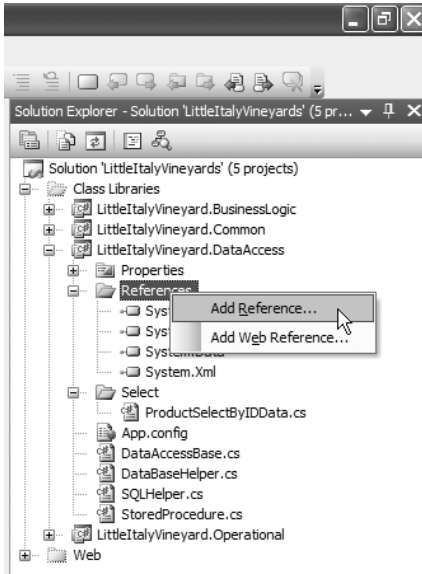 Solution Explorer - Solution 'LittleItalyVineyards' (5 pr...
Solution 'LittleItalyVineyards' (5 projects)
Class Libraries
LittleItalyVineyard.BusinessLogic
LittleItalyVineyard.Common
LittleItalyVineyard.DataAccess
Properties
References
Add Reference...
Add Web Reference...
System.Xml
Select
ProductSelectByIDData.cs
App.config
DataAccessBase.cs
DataBaseHelper.cs
SQLHelper.cs
StoredProcedure.cs
LittleItalyVineyard.Operational
Web